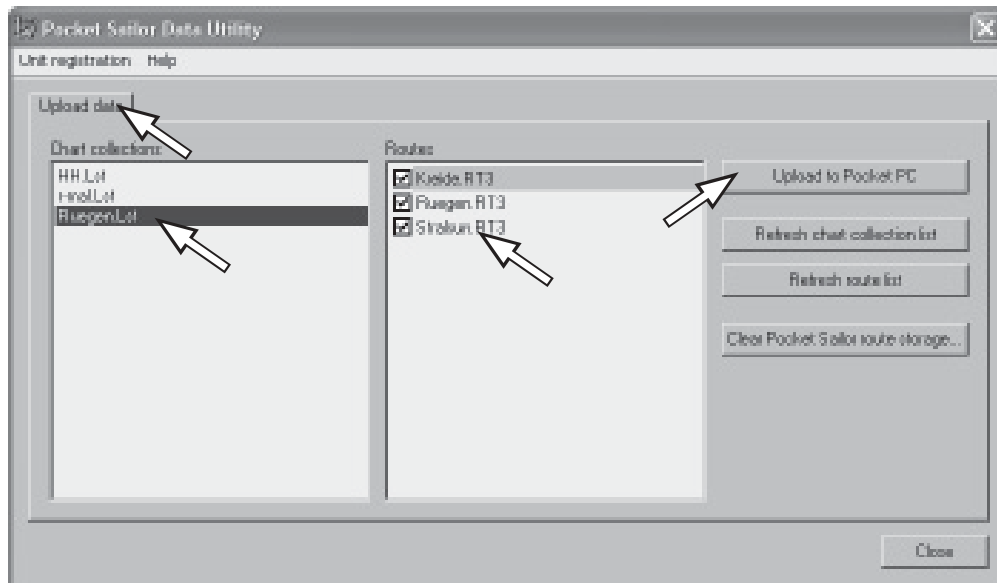 Pocket Sailor Data Utility
Unit registration Help
Upload data
Chart collections
Routes
HH.Lst
Final.Lst
Ruegen.Lst
Kreide.RT3
Ruegen.RT3
Stralsun.RT3
Upload to Pocket PC
Refresh chart collection list
Refresh route list
Clear Pocket Sailor route storage...
Close